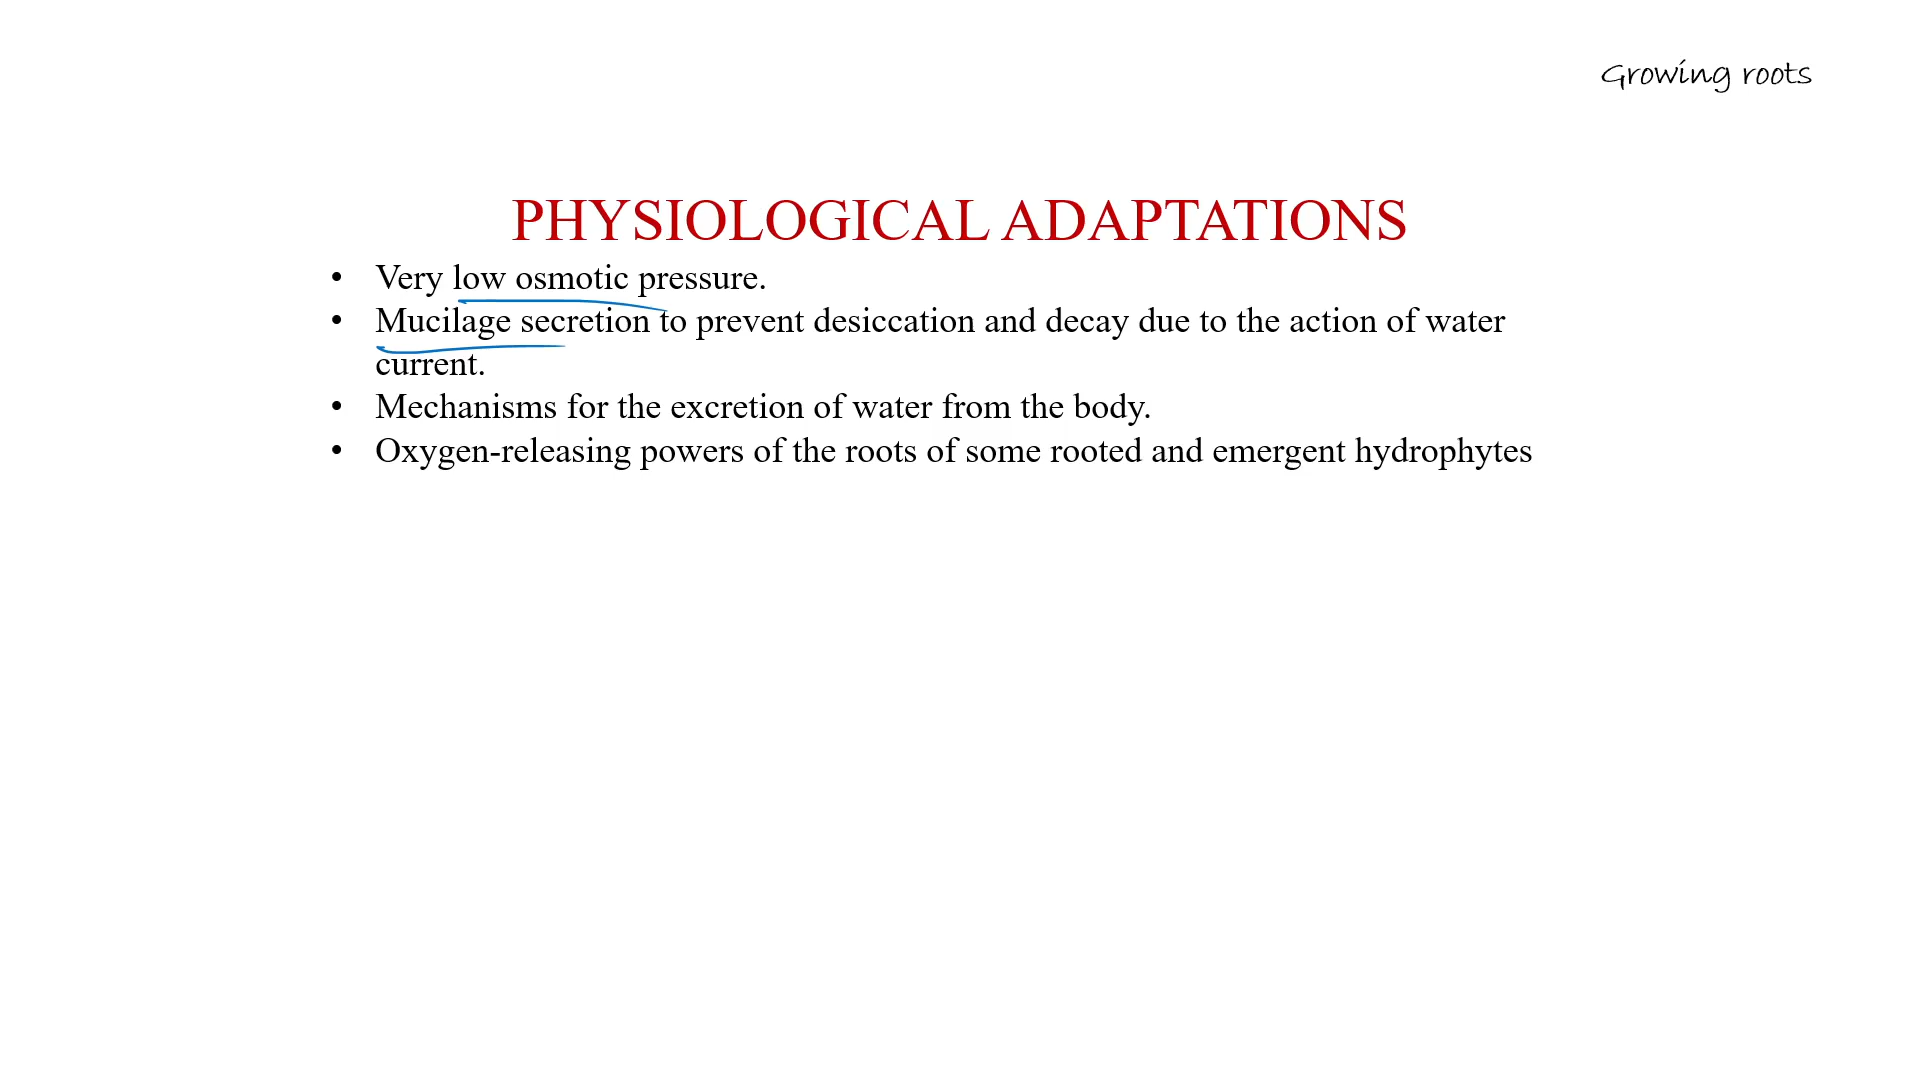 Growing roots
PHYSIOLOGICAL ADAPTATIONS
• Very low osmotic pressure.
• Mucilage secretion to prevent desiccation and decay due to the action of water
current.
• Mechanisms for the excretion of water from the body.
• Oxygen-releasing powers of the roots of some rooted and emergent hydrophytes